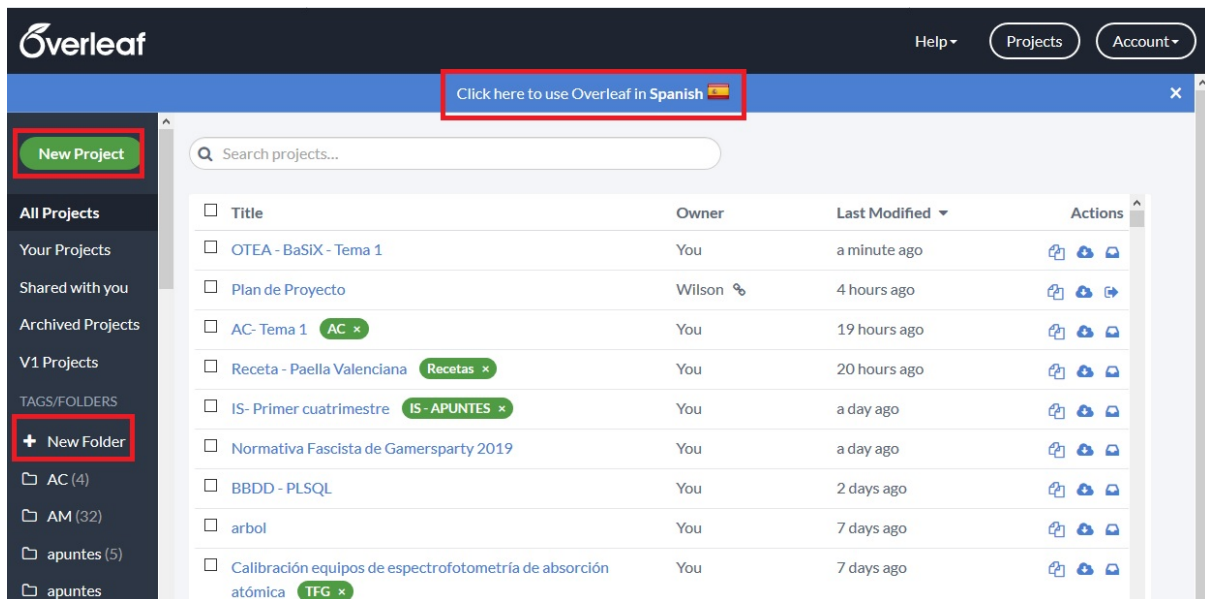 Overleaf
Help
Projects
Account
Click here to use Overleaf in Spanish
×
New Project
Search projects...
All Projects
Your Projects
Shared with you
Archived Projects
V1 Projects
TAGS/FOLDERS
+ New Folder
AC (4)
AM (32)
apuntes (5)
apuntes
Title Owner Last Modified Actions
OTEA - BaSiX - Tema 1 You a minute ago
Plan de Proyecto Wilson 4 hours ago
AC- Tema 1 AC × You 19 hours ago
Receta - Paella Valenciana Recetas × You 20 hours ago
IS- Primer cuatrimestre IS - APUNTES × You a day ago
Normativa Fascista de Gamersparty 2019 You a day ago
BBDD - PLSQL You 2 days ago
arbol You 7 days ago
Calibración equipos de espectrofotometría de absorción You 7 days ago
atómica TFG ×